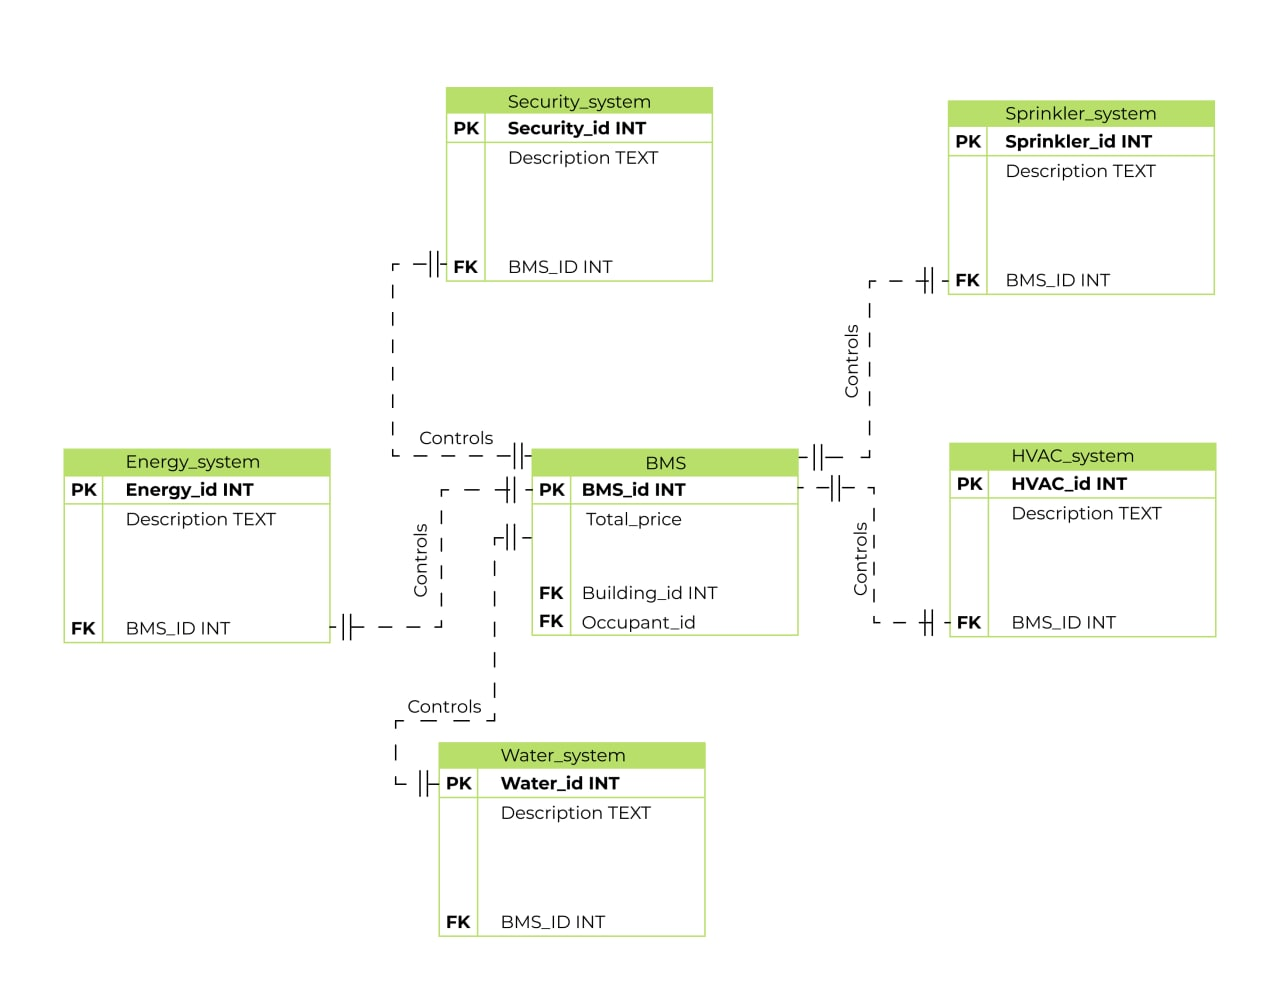 Security_system
PK Security_id INT
Description TEXT
FK BMS_ID INT
Sprinkler_system
PK Sprinkler_id INT
Description TEXT
FK BMS_ID INT
Controls
Controls
Energy_system
PK Energy_id INT
Description TEXT
FK BMS_ID INT
Controls
BMS
PK BMS_id INT
Total_price
FK Building_id INT
FK Occupant_id
Controls
HVAC_system
PK HVAC_id INT
Description TEXT
FK BMS_ID INT
Controls
Water_system
PK Water_id INT
Description TEXT
FK BMS_ID INT